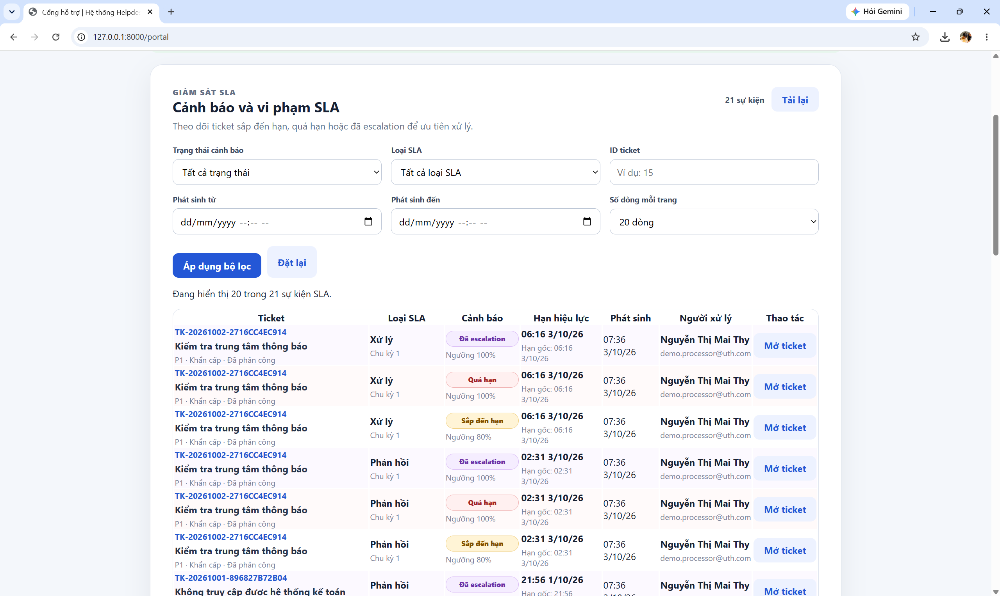 Cổng hỗ trợ | Hệ thống Helpde
Hỏi Gemini
127.0.0.1:8000/portal
GIÁM SÁT SLA
Cảnh báo và vi phạm SLA
21 sự kiện
Tải lại
Theo dõi ticket sắp đến hạn, quá hạn hoặc đã escalation để ưu tiên xử lý.
Trạng thái cảnh báo
Loại SLA
ID ticket
Tất cả trạng thái
Tất cả loại SLA
Ví dụ: 15
Phát sinh từ
Phát sinh đến
Số dòng mỗi trang
dd/mm/yyyy --:-- --
dd/mm/yyyy --:-- --
20 dòng
Áp dụng bộ lọc
Đặt lại
Đang hiển thị 20 trong 21 sự kiện SLA.
Ticket Loại SLA Cảnh báo Hạn hiệu lực Phát sinh Người xử lý Thao tác
TK-20261002-2716CC4EC914
Kiểm tra trung tâm thông báo
P1 · Khẩn cấp · Đã phân công
Xử lý
Chu kỳ 1
Đã escalation
Ngưỡng 100%
06:16 3/10/26
Hạn gốc: 06:16
3/10/26
07:36
3/10/26
Nguyễn Thị Mai Thy
demo.processor@uth.com
Mở ticket
TK-20261002-2716CC4EC914
Kiểm tra trung tâm thông báo
P1 · Khẩn cấp · Đã phân công
Xử lý
Chu kỳ 1
Quá hạn
Ngưỡng 100%
06:16 3/10/26
Hạn gốc: 06:16
3/10/26
07:36
3/10/26
Nguyễn Thị Mai Thy
demo.processor@uth.com
Mở ticket
TK-20261002-2716CC4EC914
Kiểm tra trung tâm thông báo
P1 · Khẩn cấp · Đã phân công
Xử lý
Chu kỳ 1
Sắp đến hạn
Ngưỡng 80%
06:16 3/10/26
Hạn gốc: 06:16
3/10/26
07:36
3/10/26
Nguyễn Thị Mai Thy
demo.processor@uth.com
Mở ticket
TK-20261002-2716CC4EC914
Kiểm tra trung tâm thông báo
P1 · Khẩn cấp · Đã phân công
Phản hồi
Chu kỳ 1
Đã escalation
Ngưỡng 100%
02:31 3/10/26
Hạn gốc: 02:31
3/10/26
07:36
3/10/26
Nguyễn Thị Mai Thy
demo.processor@uth.com
Mở ticket
TK-20261002-2716CC4EC914
Kiểm tra trung tâm thông báo
P1 · Khẩn cấp · Đã phân công
Phản hồi
Chu kỳ 1
Quá hạn
Ngưỡng 100%
02:31 3/10/26
Hạn gốc: 02:31
3/10/26
07:36
3/10/26
Nguyễn Thị Mai Thy
demo.processor@uth.com
Mở ticket
TK-20261002-2716CC4EC914
Kiểm tra trung tâm thông báo
P1 · Khẩn cấp · Đã phân công
Phản hồi
Chu kỳ 1
Sắp đến hạn
Ngưỡng 80%
02:31 3/10/26
Hạn gốc: 02:31
3/10/26
07:36
3/10/26
Nguyễn Thị Mai Thy
demo.processor@uth.com
Mở ticket
TK-20261001-896827B72B04
Không truy cập được hệ thống kế toán
Phản hồi
Đã escalation
21:56 1/10/26
Hạn gốc: 21:56
07:36
Nguyễn Thị Mai Thy
Mở ticket